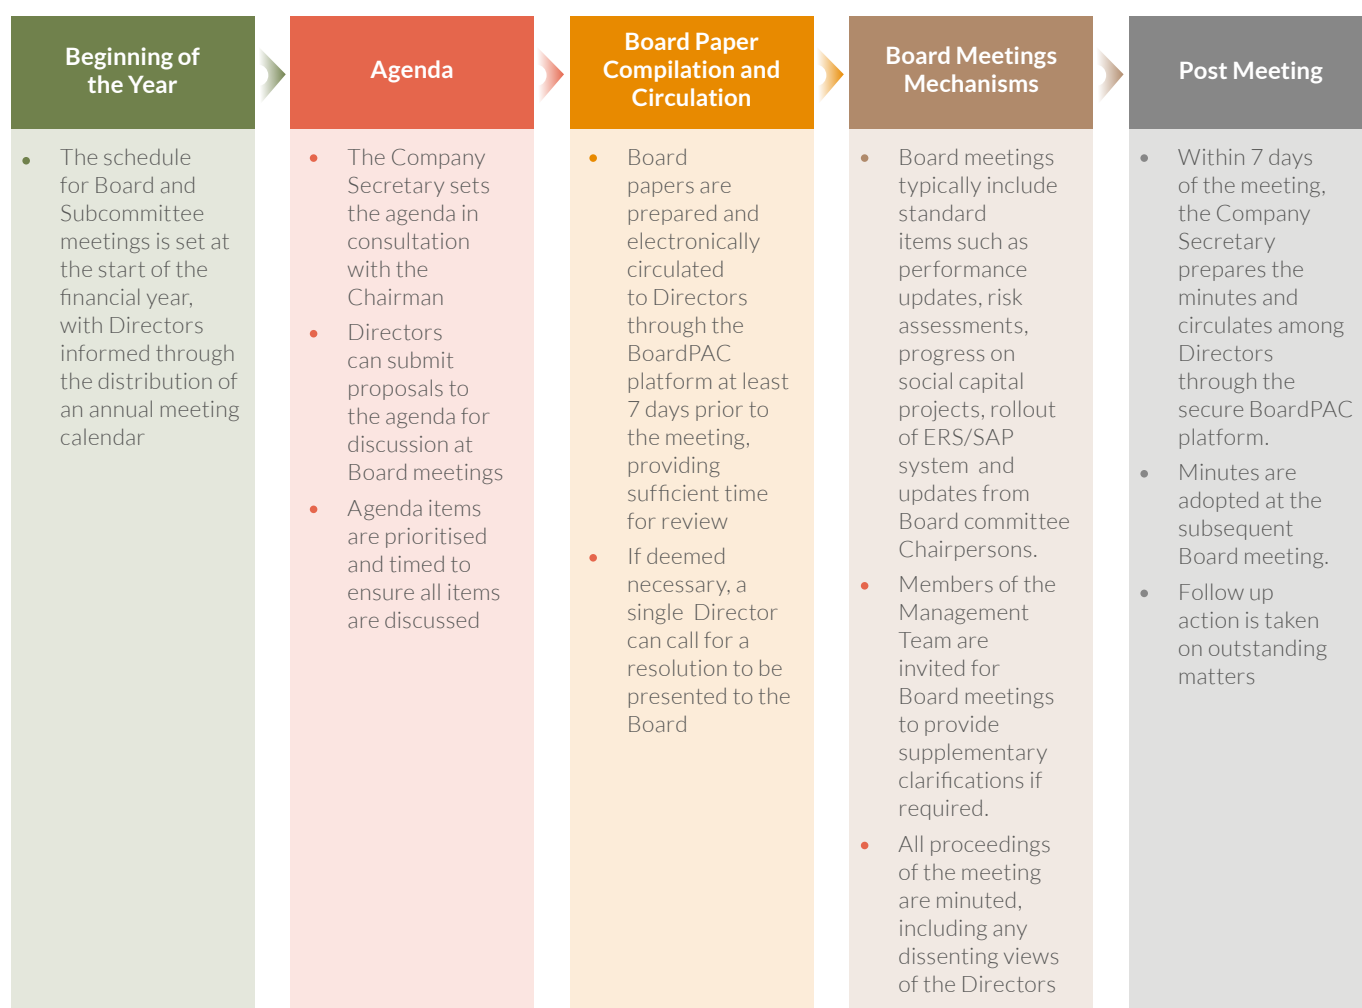 Beginning of
the Year
• The schedule
for Board and
Subcommittee
meetings is set at
the start of the
financial year,
with Directors
informed through
the distribution of
an annual meeting
calendar
Agenda
• The Company
Secretary sets
the agenda in
consultation
with the
Chairman
• Directors
can submit
proposals to
the agenda for
discussion at
Board meetings
• Agenda items
are prioritised
and timed to
ensure all items
are discussed
Board Paper
Compilation and
Circulation
• Board
papers are
prepared and
electronically
circulated
to Directors
through the
BoardPAC
platform at least
7 days prior to
the meeting,
providing
sufficient time
for review
• If deemed
necessary, a
single Director
can call for a
resolution to be
presented to the
Board
Board Meetings
Mechanisms
• Board meetings
typically include
standard
items such as
performance
updates, risk
assessments,
progress on
social capital
projects, rollout
of ERS/SAP
system and
updates from
Board committee
Chairpersons.
• Members of the
Management
Team are
invited for
Board meetings
to provide
supplementary
clarifications if
required.
• All proceedings
of the meeting
are minuted,
including any
dissenting views
of the Directors
Post Meeting
• Within 7 days
of the meeting,
the Company
Secretary
prepares the
minutes and
circulates among
Directors
through the
secure BoardPAC
platform.
• Minutes are
adopted at the
subsequent
Board meeting.
• Follow up
action is taken
on outstanding
matters